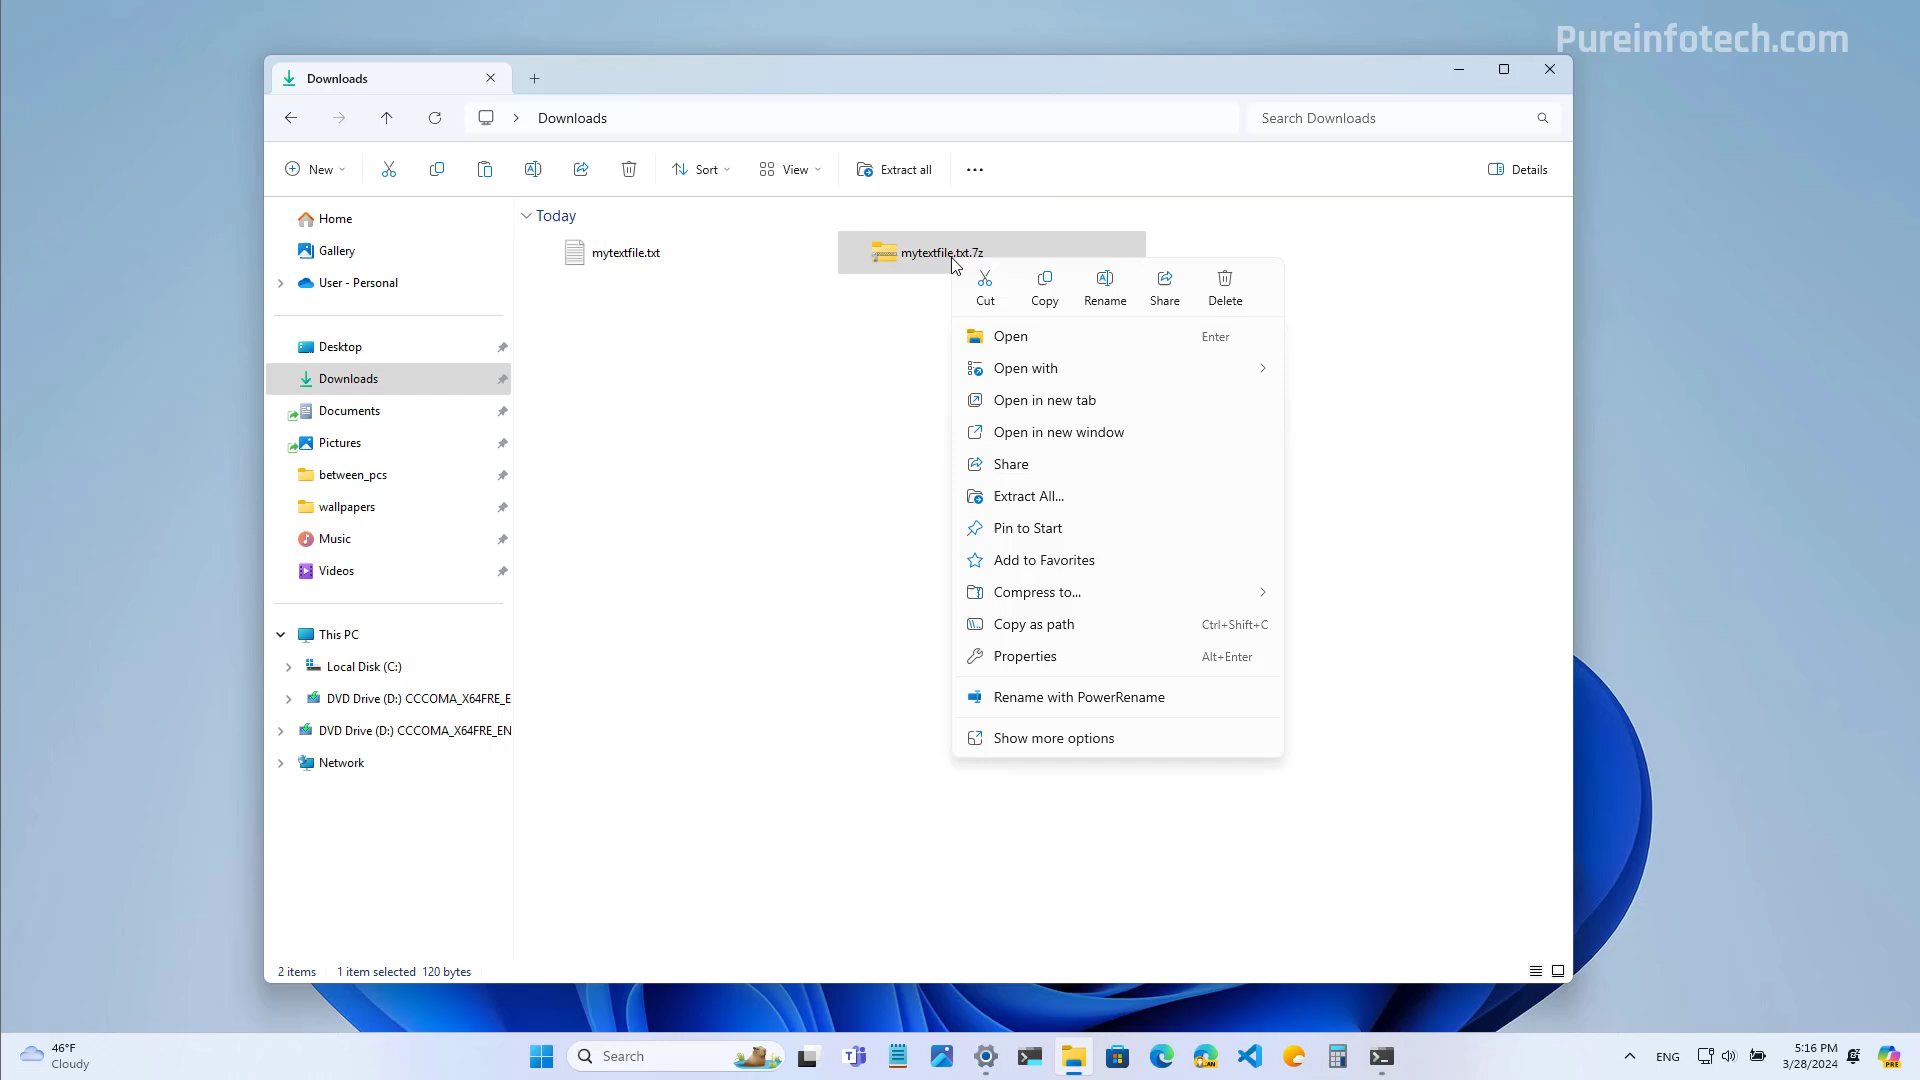 Pureinfotech.com
Downloads
Downloads
Search Downloads
New
Sort
View
Extract all
Details
Home
Gallery
User - Personal
Desktop
Downloads
Documents
Pictures
between_pcs
wallpapers
Music
Videos
This PC
Local Disk (C:)
DVD Drive (D:) CCCOMA_X64FRE_E
DVD Drive (D:) CCCOMA_X64FRE_EN
Network
Today
mytextfile.txt
mytextfile.txt.7z
Cut
Copy
Rename
Share
Delete
Open Enter
Open with
Open in new tab
Open in new window
Share
Extract All...
Pin to Start
Add to Favorites
Compress to...
Copy as path Ctrl+Shift+C
Properties Alt+Enter
Rename with PowerRename
Show more options
2 items 1 item selected 120 bytes
46°F
Cloudy
Search
ENG
5:16 PM
3/28/2024